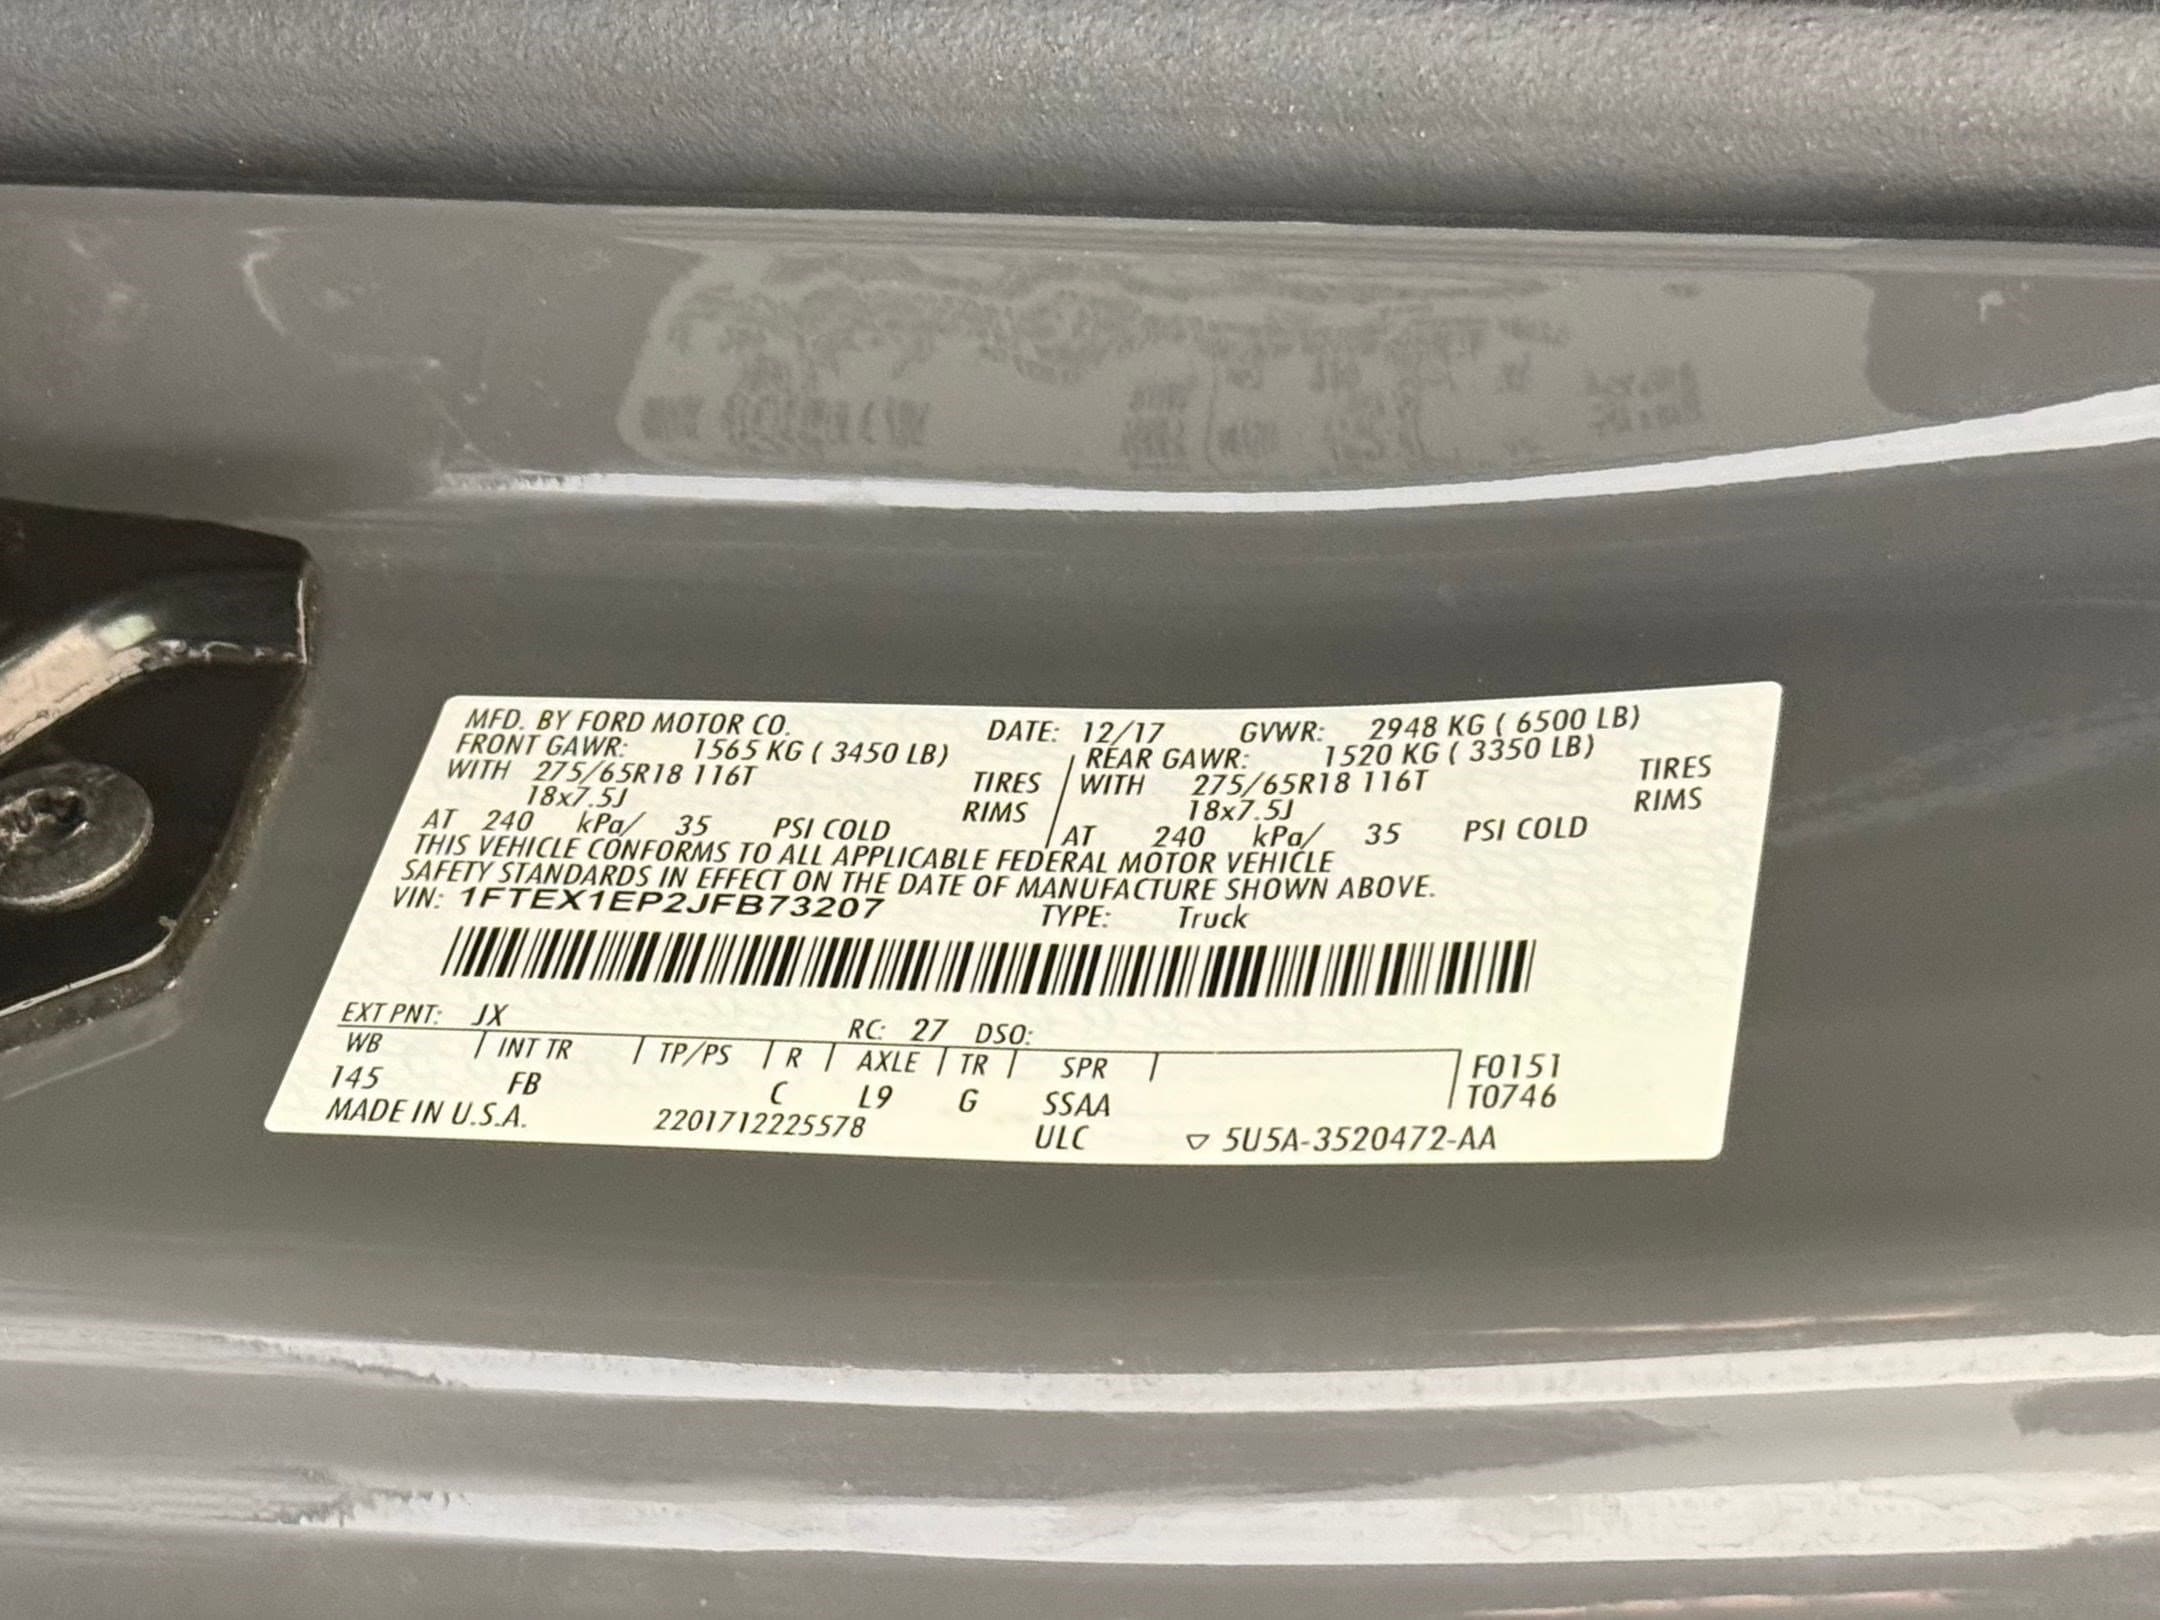 MFD. BY FORD MOTOR CO. DATE: 12/17 GVWR: 2948 KG ( 6500 LB)
FRONT GAWR: 1565 KG ( 3450 LB) REAR GAWR: 1520 KG ( 3350 LB)
WITH 275/65R18 116T TIRES WITH 275/65R18 116T TIRES
18x7.5J RIMS 18x7.5J RIMS
AT 240 kPa/ 35 PSI COLD AT 240 kPa/ 35 PSI COLD
THIS VEHICLE CONFORMS TO ALL APPLICABLE FEDERAL MOTOR VEHICLE
SAFETY STANDARDS IN EFFECT ON THE DATE OF MANUFACTURE SHOWN ABOVE.
VIN: 1FTEX1EP2JFB73207 TYPE: Truck
EXT PNT: JX RC: 27 DSO:
WB INT TR TP/PS R AXLE TR SPR F0151
145 FB C L9 G SSAA T0746
MADE IN U.S.A. 2201712225578 ULC ▽ 5U5A-3520472-AA